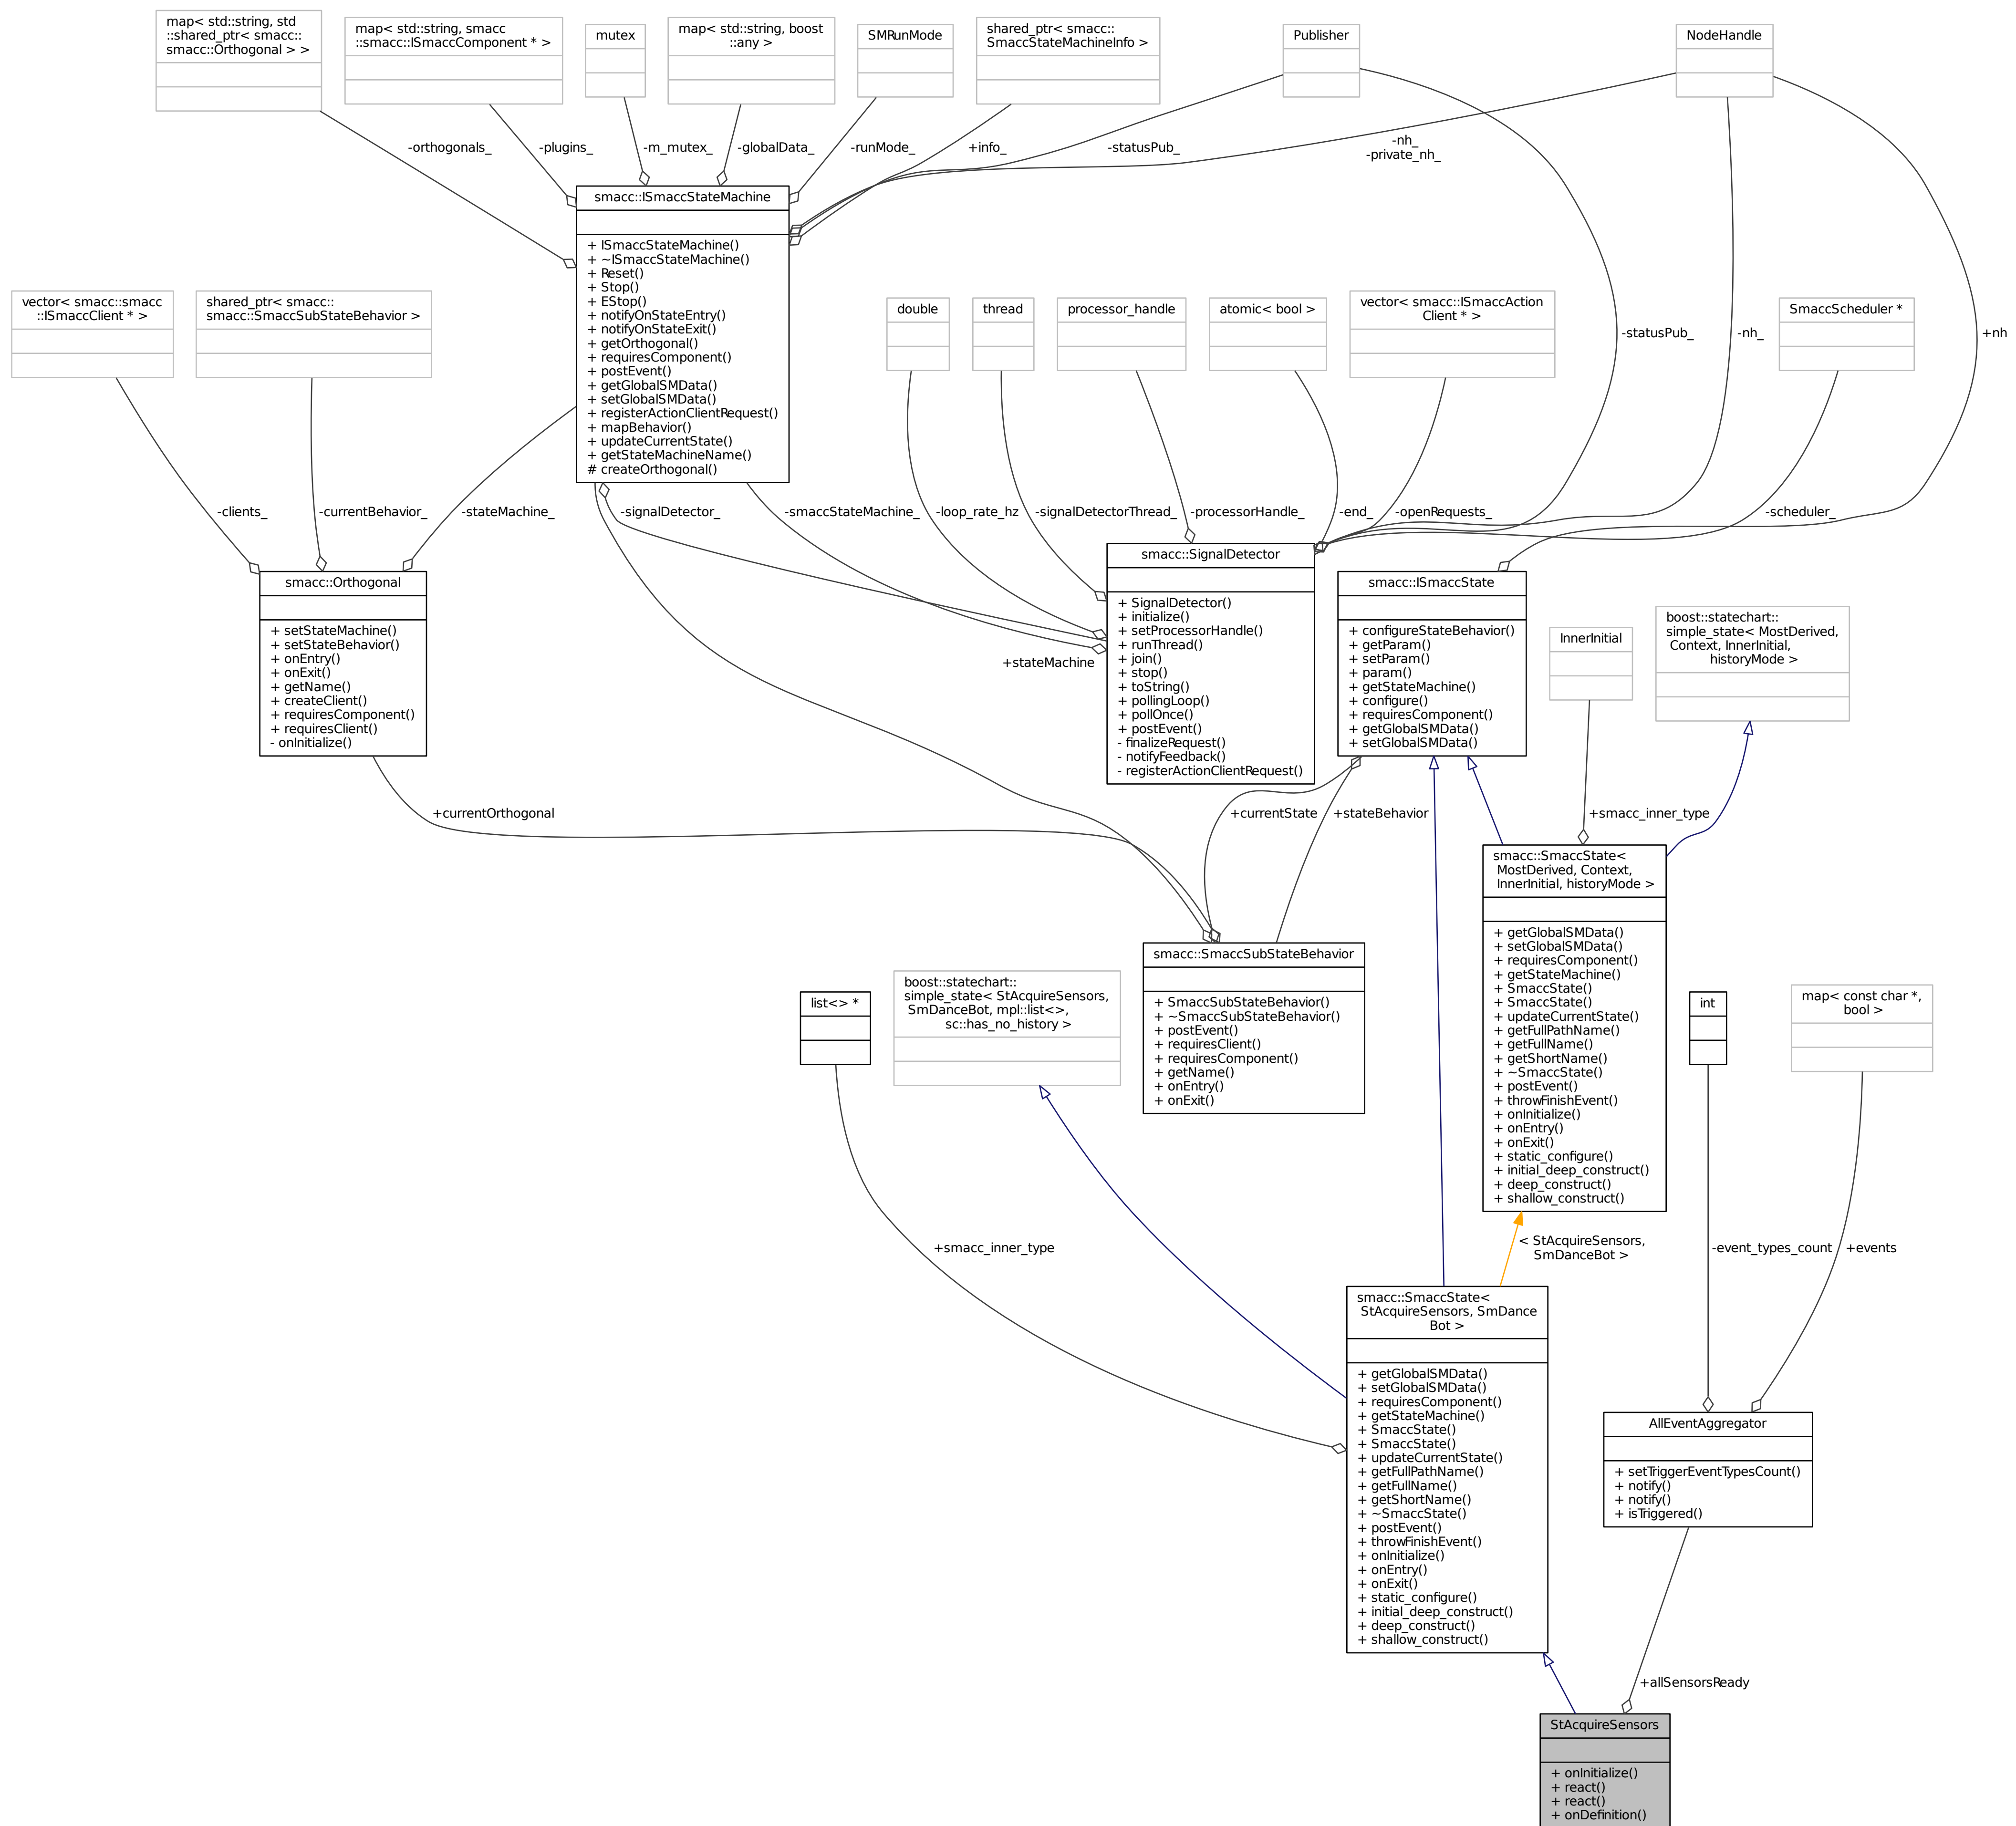 map< std::string, std
::shared_ptr< smacc::
smacc::Orthogonal > >
map< std::string, smacc
::smacc::ISmaccComponent * >
mutex
map< std::string, boost
::any >
SMRunMode
shared_ptr< smacc::
SmaccStateMachineInfo >
Publisher
NodeHandle
-orthogonals_
-plugins_
-m_mutex_
-globalData_
-runMode_
+info_
-statusPub_
-nh_
-private_nh_
smacc::ISmaccStateMachine
+ ISmaccStateMachine()
+ ~ISmaccStateMachine()
+ Reset()
+ Stop()
+ EStop()
+ notifyOnStateEntry()
+ notifyOnStateExit()
+ getOrthogonal()
+ requiresComponent()
+ postEvent()
+ getGlobalSMData()
+ setGlobalSMData()
+ registerActionClientRequest()
+ mapBehavior()
+ updateCurrentState()
+ getStateMachineName()
# createOrthogonal()
vector< smacc::smacc
::ISmaccClient * >
shared_ptr< smacc::
smacc::SmaccSubStateBehavior >
double
thread
processor_handle
atomic< bool >
vector< smacc::ISmaccAction
Client * >
SmaccScheduler *
-statusPub_
-nh_
+nh
-clients_
-currentBehavior_
-stateMachine_
-signalDetector_
-smaccStateMachine_
-loop_rate_hz
-signalDetectorThread_
-processorHandle_
-end_
-openRequests_
-scheduler_
smacc::Orthogonal
+ setStateMachine()
+ setStateBehavior()
+ onEntry()
+ onExit()
+ getName()
+ createClient()
+ requiresComponent()
+ requiresClient()
- onInitialize()
+stateMachine
smacc::SignalDetector
+ SignalDetector()
+ initialize()
+ setProcessorHandle()
+ runThread()
+ join()
+ stop()
+ toString()
+ pollingLoop()
+ pollOnce()
+ postEvent()
- finalizeRequest()
- notifyFeedback()
- registerActionClientRequest()
smacc::ISmaccState
+ configureStateBehavior()
+ getParam()
+ setParam()
+ param()
+ getStateMachine()
+ configure()
+ requiresComponent()
+ getGlobalSMData()
+ setGlobalSMData()
InnerInitial
boost::statechart::
simple_state< MostDerived,
Context, InnerInitial,
historyMode >
+currentOrthogonal
+currentState
+stateBehavior
+smacc_inner_type
smacc::SmaccState<
MostDerived, Context,
InnerInitial, historyMode >
+ getGlobalSMData()
+ setGlobalSMData()
+ requiresComponent()
+ getStateMachine()
+ SmaccState()
+ SmaccState()
+ updateCurrentState()
+ getFullPathName()
+ getFullName()
+ getShortName()
+ ~SmaccState()
+ postEvent()
+ throwFinishEvent()
+ onInitialize()
+ onEntry()
+ onExit()
+ static_configure()
+ initial_deep_construct()
+ deep_construct()
+ shallow_construct()
smacc::SmaccSubStateBehavior
+ SmaccSubStateBehavior()
+ ~SmaccSubStateBehavior()
+ postEvent()
+ requiresClient()
+ requiresComponent()
+ getName()
+ onEntry()
+ onExit()
list<> *
boost::statechart::
simple_state< StAcquireSensors,
SmDanceBot, mpl::list<>,
sc::has_no_history >
int
map< const char *,
bool >
+smacc_inner_type
< StAcquireSensors,
SmDanceBot >
-event_types_count
+events
smacc::SmaccState<
StAcquireSensors, SmDance
Bot >
+ getGlobalSMData()
+ setGlobalSMData()
+ requiresComponent()
+ getStateMachine()
+ SmaccState()
+ SmaccState()
+ updateCurrentState()
+ getFullPathName()
+ getFullName()
+ getShortName()
+ ~SmaccState()
+ postEvent()
+ throwFinishEvent()
+ onInitialize()
+ onEntry()
+ onExit()
+ static_configure()
+ initial_deep_construct()
+ deep_construct()
+ shallow_construct()
AllEventAggregator
+ setTriggerEventTypesCount()
+ notify()
+ notify()
+ isTriggered()
+allSensorsReady
StAcquireSensors
+ onInitialize()
+ react()
+ react()
+ onDefinition()